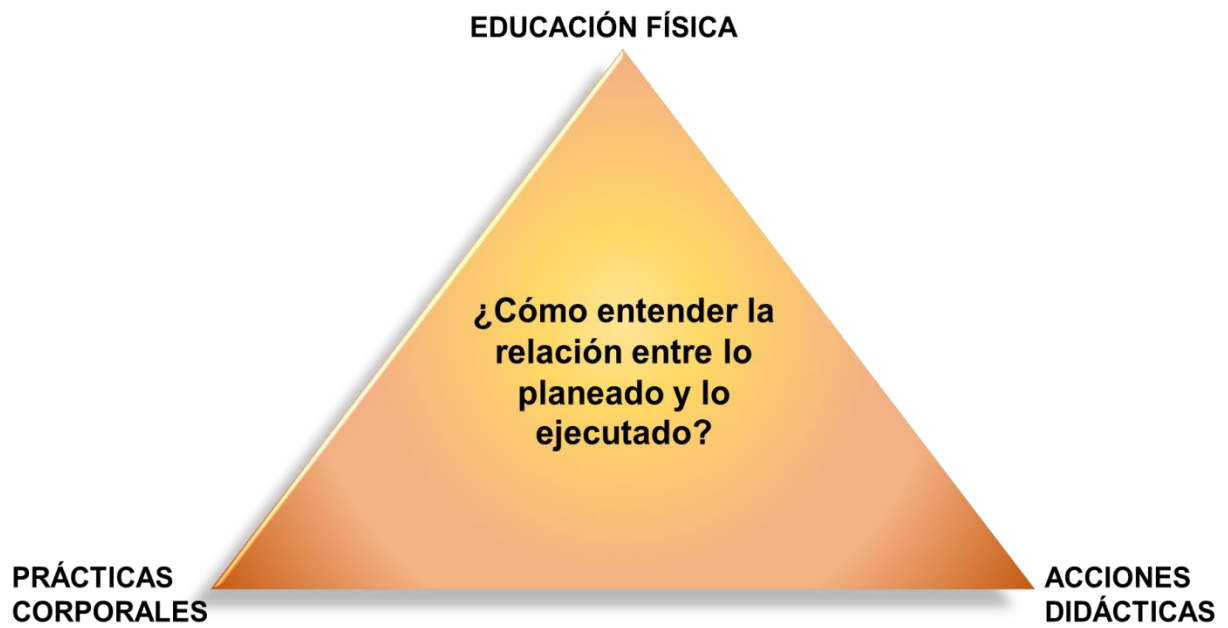 EDUCACIÓN FÍSICA
¿Cómo entender la
relación entre lo
planeado y lo
ejecutado?
PRÁCTICAS
CORPORALES
ACCIONES
DIDÁCTICAS